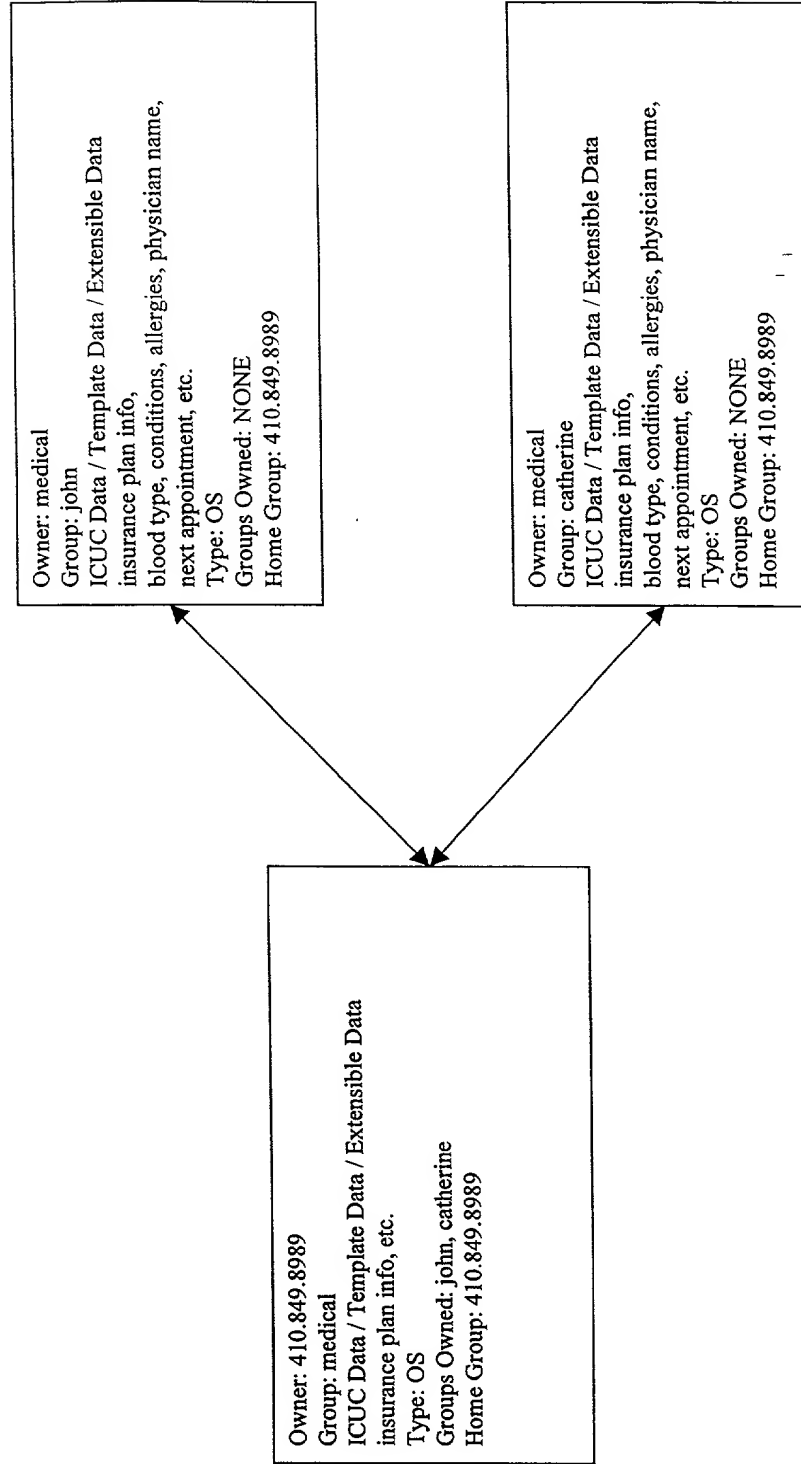 Owner: 410.849.8989
Group: medical
ICUC Data / Template Data / Extensible Data
insurance plan info, etc.
Type: OS
Groups Owned: john, catherine
Home Group: 410.849.8989
Owner: medical
Group: john
ICUC Data / Template Data / Extensible Data
insurance plan info,
blood type, conditions, allergies, physician name,
next appointment, etc.
Type: OS
Groups Owned: NONE
Home Group: 410.849.8989
Owner: medical
Group: catherine
ICUC Data / Template Data / Extensible Data
insurance plan info,
blood type, conditions, allergies, physician name,
next appointment, etc.
Type: OS
Groups Owned: NONE
Home Group: 410.849.8989